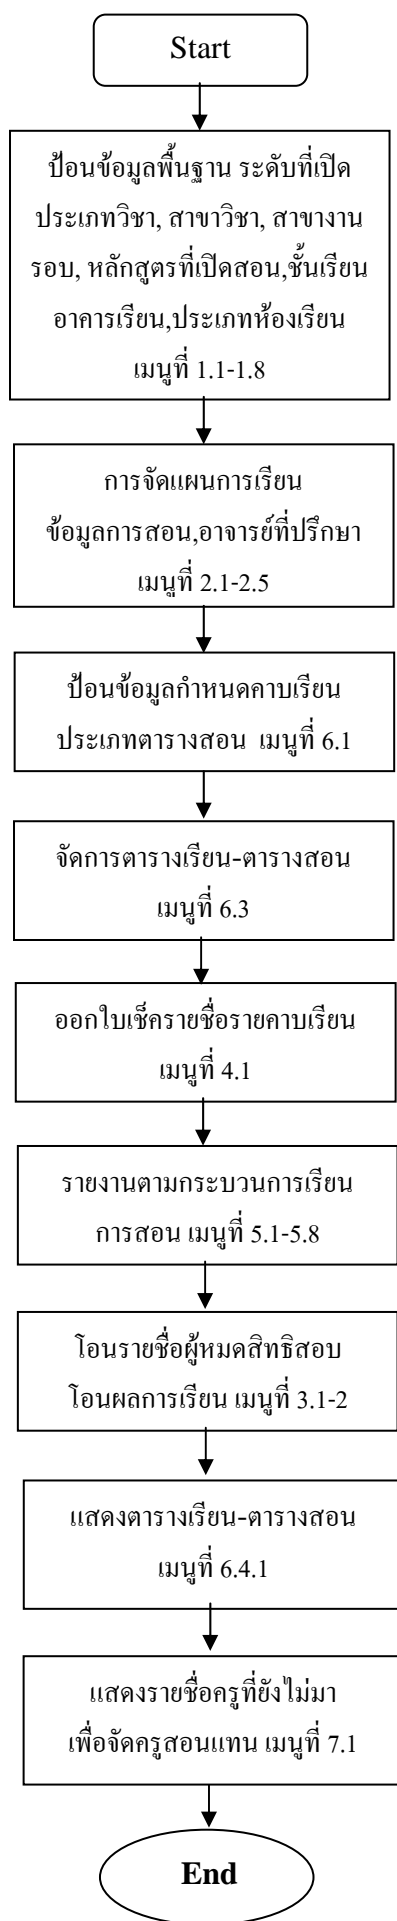 Start
ป้อนข้อมูลพื้นฐาน ระดับที่เปิด
ประเภทวิชา, สาขาวิชา, สาขางาน
รอบ, หลักสูตรที่เปิดสอน,ชั้นเรียน
อาคารเรียน,ประเภทห้องเรียน
เมนูที่ 1.1-1.8
การจัดแผนการเรียน
ข้อมูลการสอน,อาจารย์ที่ปรึกษา
เมนูที่ 2.1-2.5
ป้อนข้อมูลกำหนดคาบเรียน
ประเภทตารางสอน เมนูที่ 6.1
จัดการตารางเรียน-ตารางสอน
เมนูที่ 6.3
ออกใบเช็ครายชื่อรายคาบเรียน
เมนูที่ 4.1
รายงานตามกระบวนการเรียน
การสอน เมนูที่ 5.1-5.8
โอนรายชื่อผู้หมดสิทธิสอบ
โอนผลการเรียน เมนูที่ 3.1-2
แสดงตารางเรียน-ตารางสอน
เมนูที่ 6.4.1
แสดงรายชื่อครูที่ยังไม่มา
เพื่อจัดครูสอนแทน เมนูที่ 7.1
End